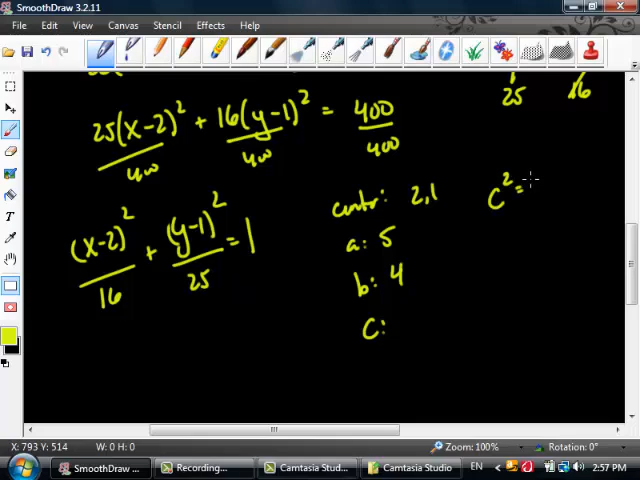 SmoothDraw 3.2.11
File Edit View Canvas Stencil Effects Help
25 16
25(x-2)² + 16(y-1)² = 400
400 400 400
centr: 2,1 c² =
(x-2)² + (y-1)² = 1
16 25
a: 5
b: 4
C:
X: 793 Y: 514 W: 0 H: 0 Zoom: 100% Rotation: 0°
SmoothDraw ... Recording... Camtasia Stud... Camtasia Studio EN 2:57 PM